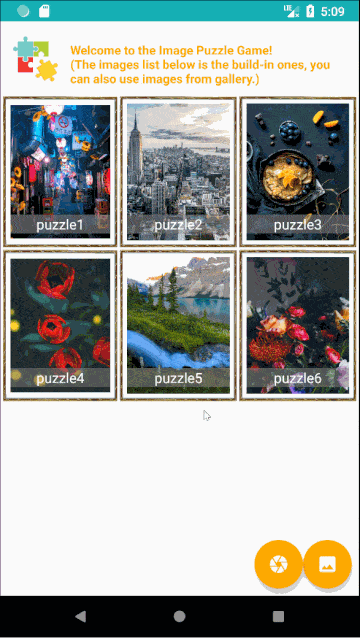 LTE 5:09
Welcome to the Image Puzzle Game!
(The images list below is the build-in ones, you
can also use images from gallery.)
puzzle1 puzzle2 puzzle3
puzzle4 puzzle5 puzzle6